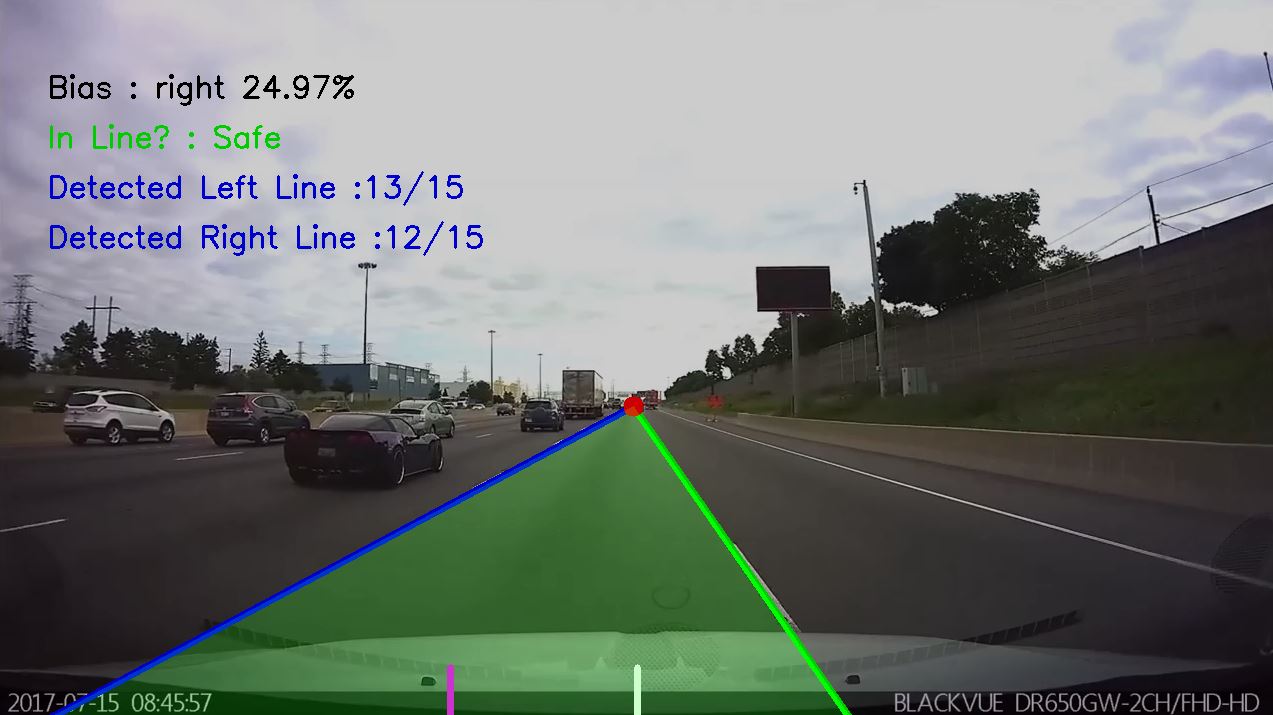 Bias : right 24.97%
In Line? : Safe
Detected Left Line :13/15
Detected Right Line :12/15
2017-07-15 08:45:57
BLACKVUE DR650GW-2CH/FHD-HD